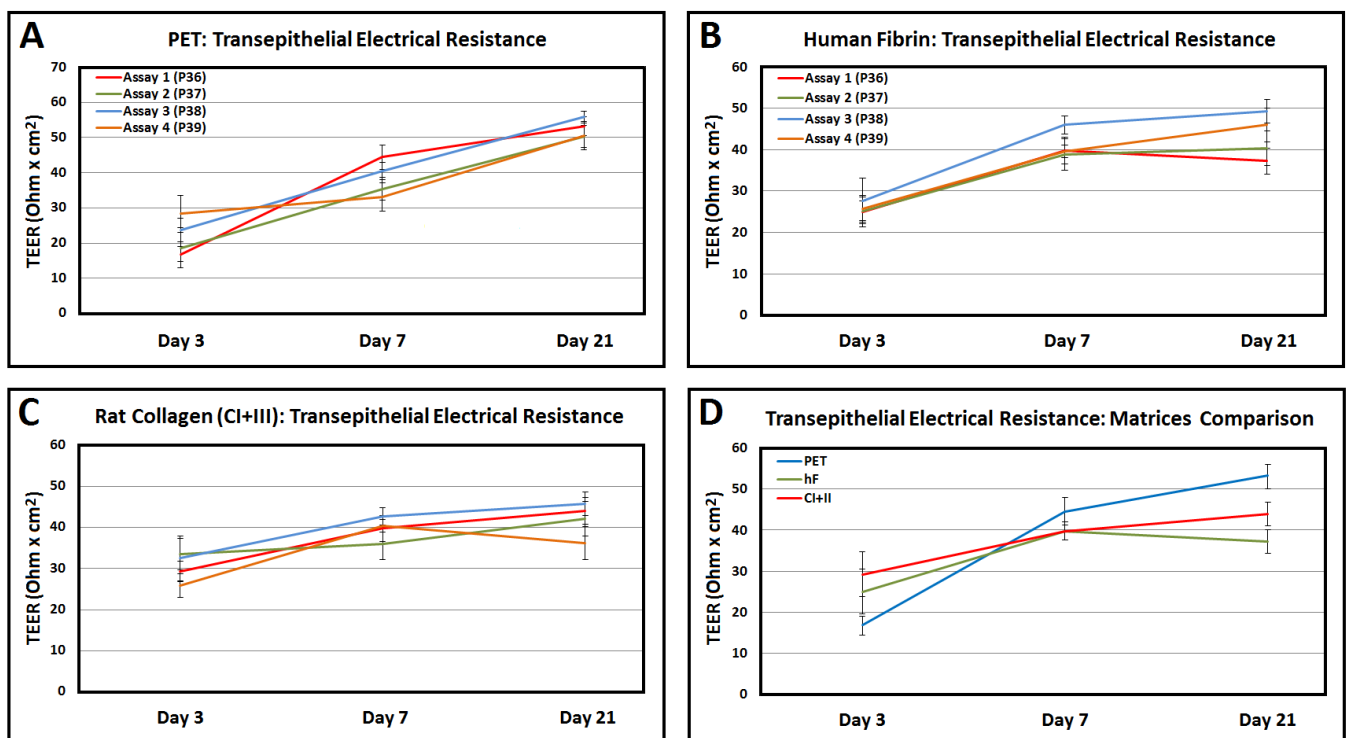 A
PET: Transepithelial Electrical Resistance
TEER (Ohm x cm²)
70
60
50
40
30
20
10
0
Assay 1 (P36)
Assay 2 (P37)
Assay 3 (P38)
Assay 4 (P39)
Day 3 Day 7 Day 21
B
Human Fibrin: Transepithelial Electrical Resistance
TEER (Ohm x cm²)
60
50
40
30
20
10
0
Assay 1 (P36)
Assay 2 (P37)
Assay 3 (P38)
Assay 4 (P39)
Day 3 Day 7 Day 21
C
Rat Collagen (CI+III): Transepithelial Electrical Resistance
TEER (Ohm x cm²)
60
50
40
30
20
10
0
Day 3 Day 7 Day 21
D
Transepithelial Electrical Resistance: Matrices Comparison
TEER (Ohm x cm²)
60
50
40
30
20
10
0
PET
hF
CI+II
Day 3 Day 7 Day 21